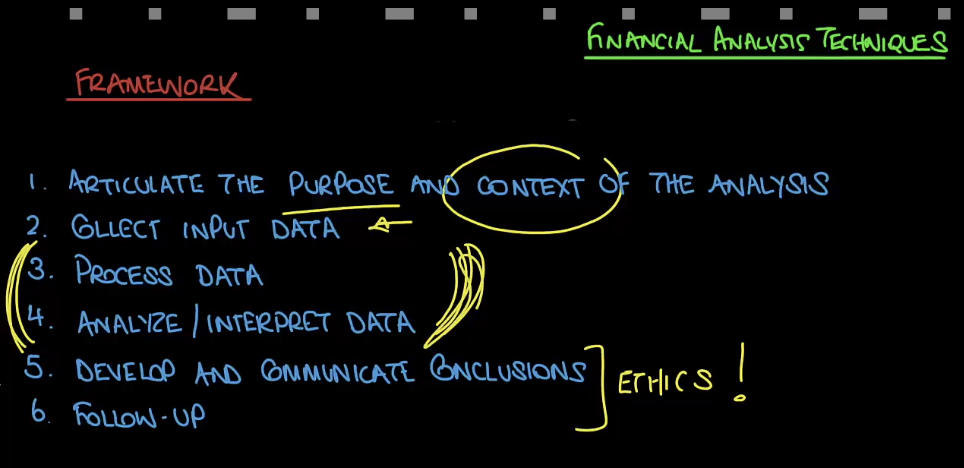 FINANCIAL ANALYSIS TECHNIQUES
FRAMEWORK
1. ARTICULATE THE PURPOSE AND CONTEXT OF THE ANALYSIS
2. COLLECT INPUT DATA
3. PROCESS DATA
4. ANALYZE/INTERPRET DATA
5. DEVELOP AND COMMUNICATE CONCLUSIONS
6. FOLLOW-UP
ETHICS!